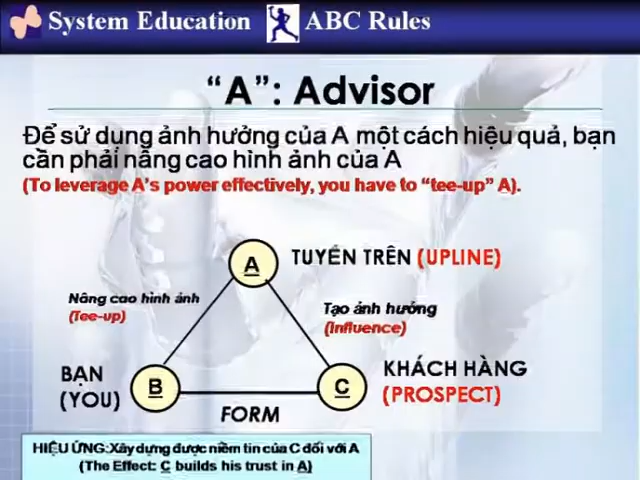 System Education ABC Rules
“A”: Advisor
Để sử dụng ảnh hưởng của A một cách hiệu quả, bạn
cần phải nâng cao hình ảnh của A
(To leverage A’s power effectively, you have to “tee-up” A).
A
TUYẾN TRÊN (UPLINE)
Nâng cao hình ảnh
(Tee-up)
Tạo ảnh hưởng
(Influence)
BẠN
(YOU)
B
C
KHÁCH HÀNG
(PROSPECT)
FORM
HIỆU ỨNG: Xây dựng được niềm tin của C đối với A
(The Effect: C builds his trust in A)